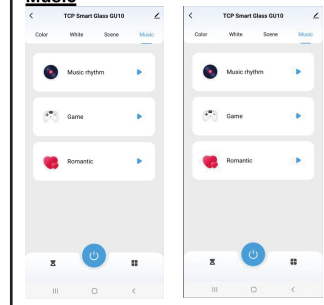 Music
TCP Smart Glass GU10
Color White Scene Music
Music rhythm
Game
Romantic
TCP Smart Glass GU10
Color White Scene Music
Music rhythm
Game
Romantic